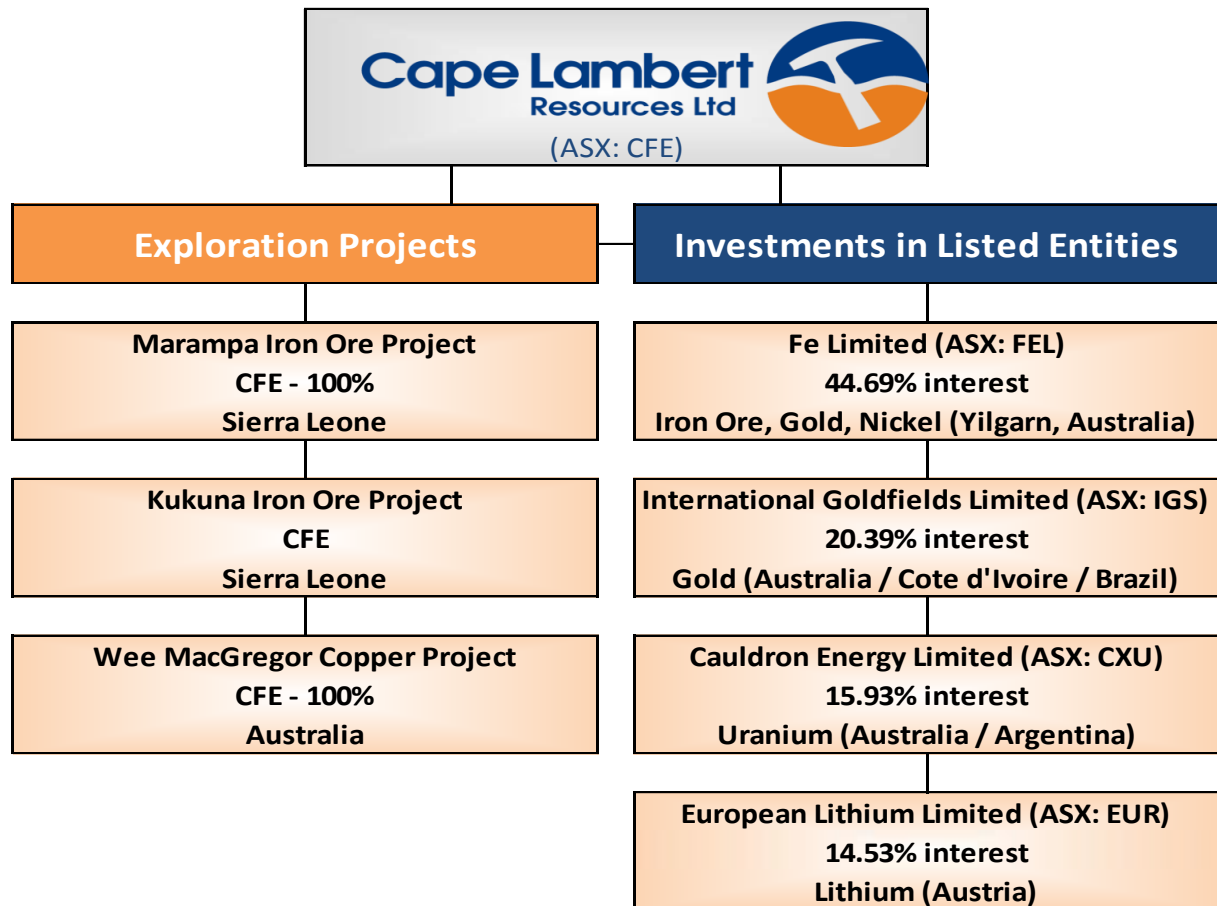 Cape Lambert
Resources Ltd
(ASX: CFE)
Exploration Projects
Marampa Iron Ore Project
CFE - 100%
Sierra Leone
Kukuna Iron Ore Project
CFE
Sierra Leone
Wee MacGregor Copper Project
CFE - 100%
Australia
Investments in Listed Entities
Fe Limited (ASX: FEL)
44.69% interest
Iron Ore, Gold, Nickel (Yilgarn, Australia)
International Goldfields Limited (ASX: IGS)
20.39% interest
Gold (Australia / Cote d'Ivoire / Brazil)
Cauldron Energy Limited (ASX: CXU)
15.93% interest
Uranium (Australia / Argentina)
European Lithium Limited (ASX: EUR)
14.53% interest
Lithium (Austria)